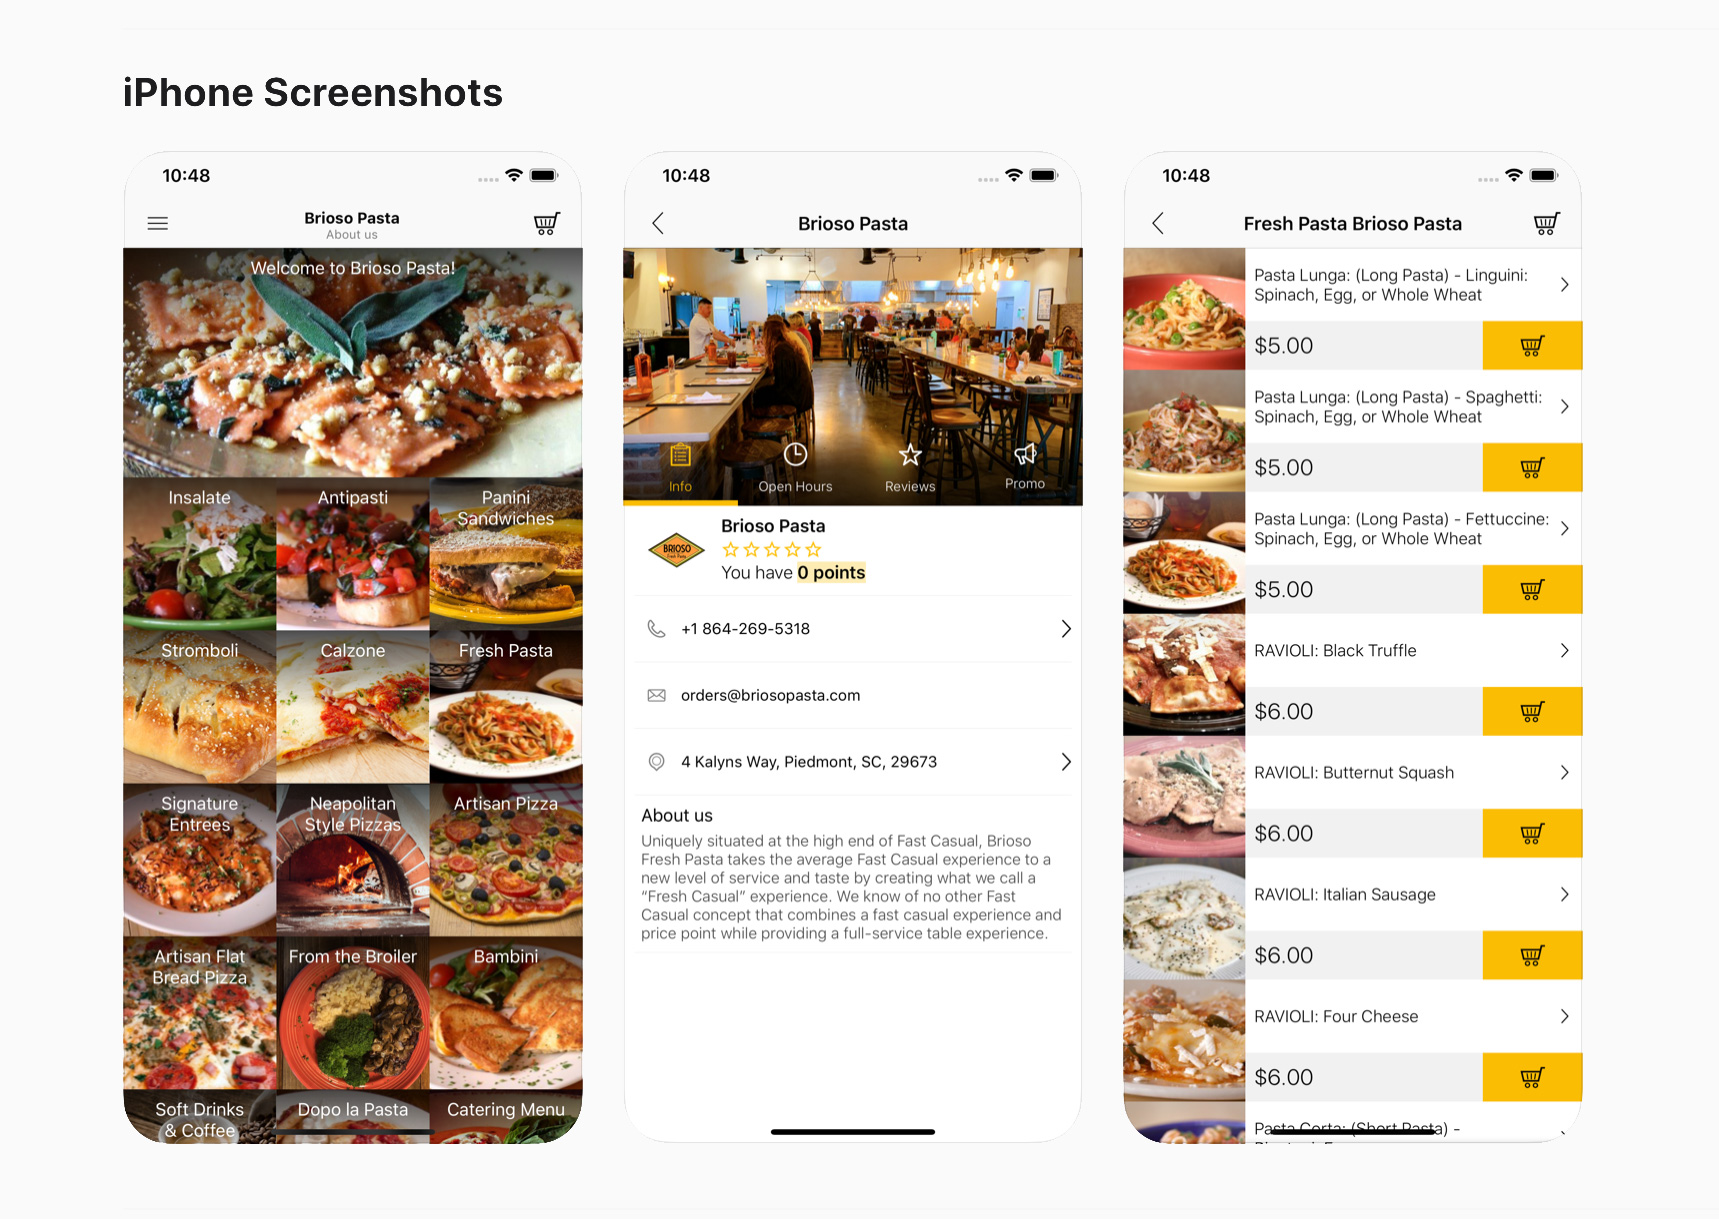 iPhone Screenshots
10:48
Brioso Pasta
About us
Welcome to Brioso Pasta!
Insalate
Antipasti
Panini
Sandwiches
Stromboli
Calzone
Fresh Pasta
Signature
Entrees
Neapolitan
Style Pizzas
Artisan Pizza
Artisan Flat
Bread Pizza
From the Broiler
Bambini
Soft Drinks
& Coffee
Dopo la Pasta
Catering Menu
10:48
Brioso Pasta
Info
Open Hours
Reviews
Promo
BRIOSO
Fresh Pasta
Brioso Pasta
You have 0 points
+1 864-269-5318
orders@briosopasta.com
4 Kalyns Way, Piedmont, SC, 29673
About us
Uniquely situated at the high end of Fast Casual, Brioso
Fresh Pasta takes the average Fast Casual experience to a
new level of service and taste by creating what we call a
“Fresh Casual” experience. We know of no other Fast
Casual concept that combines a fast casual experience and
price point while providing a full-service table experience.
10:48
Fresh Pasta Brioso Pasta
Pasta Lunga: (Long Pasta) - Linguini:
Spinach, Egg, or Whole Wheat
$5.00
Pasta Lunga: (Long Pasta) - Spaghetti:
Spinach, Egg, or Whole Wheat
$5.00
Pasta Lunga: (Long Pasta) - Fettuccine:
Spinach, Egg, or Whole Wheat
$5.00
RAVIOLI: Black Truffle
$6.00
RAVIOLI: Butternut Squash
$6.00
RAVIOLI: Italian Sausage
$6.00
RAVIOLI: Four Cheese
$6.00
Pasta Corta: (Short Pasta) -